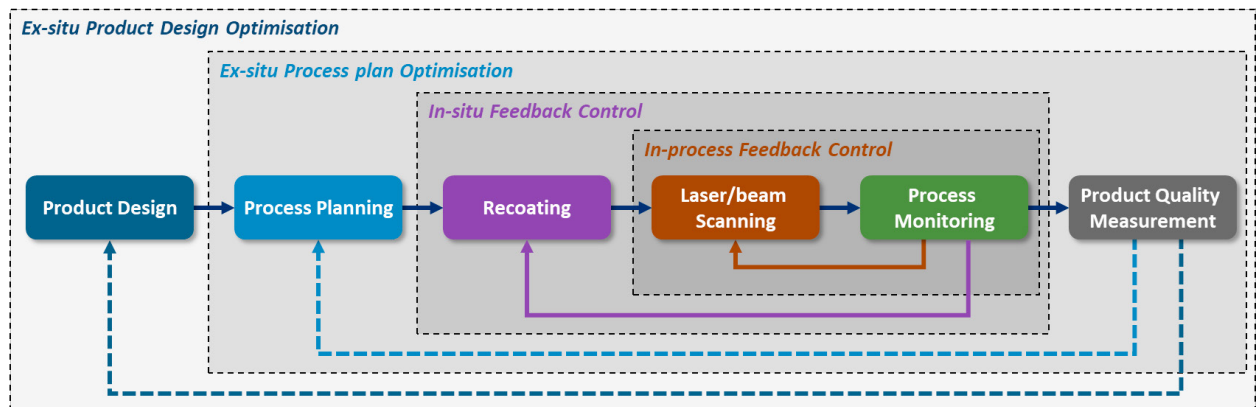 Ex-situ Product Design Optimisation
Ex-situ Process plan Optimisation
In-situ Feedback Control
In-process Feedback Control
Product Design
Process Planning
Recoating
Laser/beam
Scanning
Process
Monitoring
Product Quality
Measurement